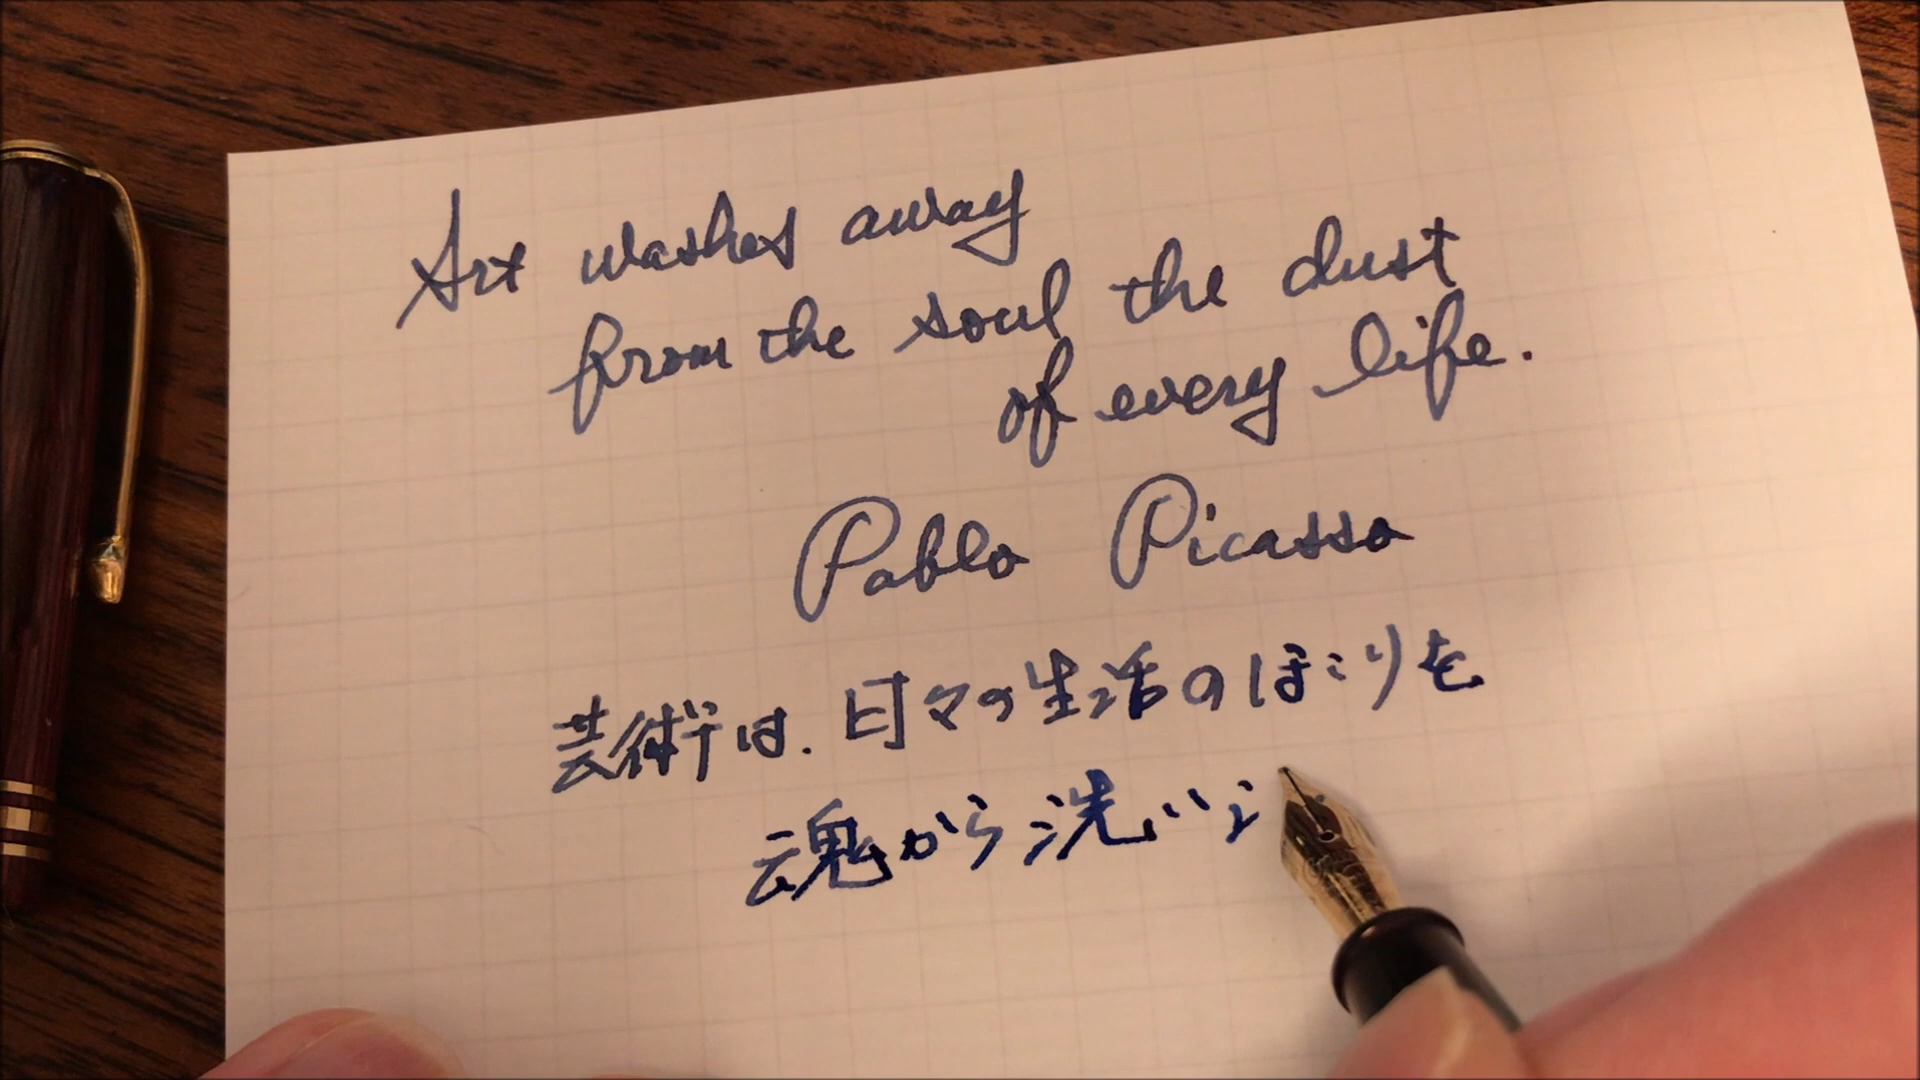 Art washes away
from the soul the dust
of every life.
Pablo Picasso
芸術は、日々の生活のほこりを
魂から洗い